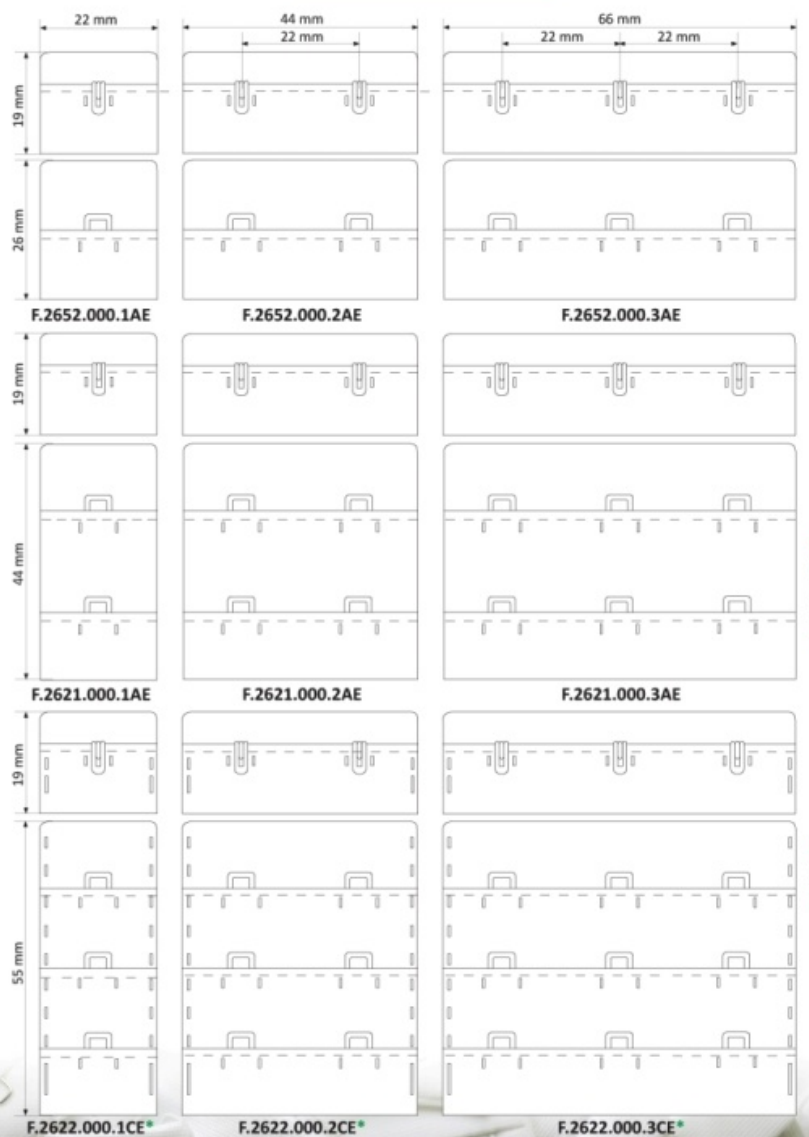 22 mm
44 mm
66 mm
22 mm
22 mm
22 mm
19 mm
26 mm
F.2652.000.1AE
F.2652.000.2AE
F.2652.000.3AE
19 mm
44 mm
F.2621.000.1AE
F.2621.000.2AE
F.2621.000.3AE
19 mm
55 mm
F.2622.000.1CE*
F.2622.000.2CE*
F.2622.000.3CE*